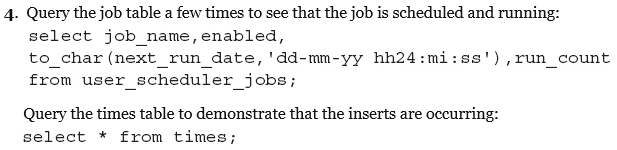 4. Query the job table a few times to see that the job is scheduled and running:
select job_name,enabled,
to_char(next_run_date,'dd-mm-yy hh24:mi:ss'),run_count
from user_scheduler_jobs;
Query the times table to demonstrate that the inserts are occurring:
select * from times;